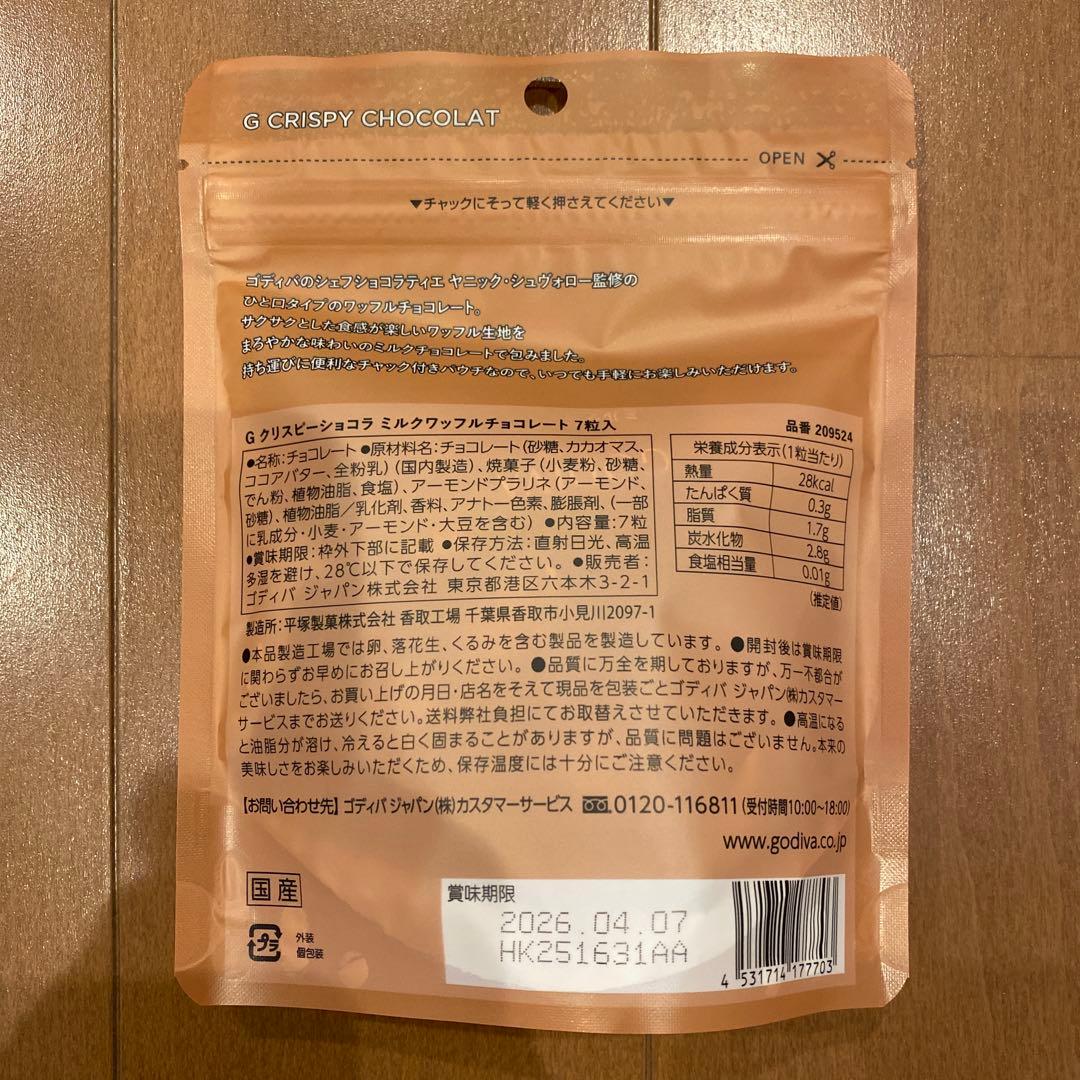 G CRISPY CHOCOLAT
OPEN
▼チャックにそって軽く押さえてください▼
ゴディバのシェフショコラティエ ヤニック・シュヴォロー監修の
ひと口タイプのワッフルチョコレート。
サクサクとした食感が楽しいワッフル生地を
まろやかな味わいのミルクチョコレートで包みました。
持ち運びに便利なチャック付きパウチなので、いつでも手軽にお楽しみいただけます。
G クリスピーショコラ ミルクワッフルチョコレート 7粒入
品番 209524
●名称:チョコレート ●原材料名:チョコレート(砂糖、カカオマス、
ココアバター、全粉乳)(国内製造)、焼菓子(小麦粉、砂糖、
でん粉、植物油脂、食塩)、アーモンドプラリネ(アーモンド、
砂糖)、植物油脂/乳化剤、香料、アナトー色素、膨脹剤、(一部
に乳成分・小麦・アーモンド・大豆を含む) ●内容量:7粒
●賞味期限:枠外下部に記載 ●保存方法:直射日光、高温
多湿を避け、28℃以下で保存してください。 ●販売者:
ゴディバ ジャパン株式会社 東京都港区六本木3-2-1
栄養成分表示(1粒当たり)
熱量 28kcal
たんぱく質 0.3g
脂質 1.7g
炭水化物 2.8g
食塩相当量 0.01g
(推定値)
製造所:平塚製菓株式会社 香取工場 千葉県香取市小見川2097-1
●本品製造工場では卵、落花生、くるみを含む製品を製造しています。 ●開封後は賞味期限
に関わらずお早めにお召し上がりください。 ●品質に万全を期しておりますが、万一不都合が
ございましたら、お買い上げの月日・店名をそえて現品を包装ごとゴディバ ジャパン㈱カスタマー
サービスまでお送りください。送料弊社負担にてお取替えさせていただきます。 ●高温になる
と油脂分が溶け、冷えると白く固まることがありますが、品質に問題はございません。本来の
美味しさをお楽しみいただくため、保存温度には十分にご注意ください。
【お問い合わせ先】 ゴディバ ジャパン(株)カスタマーサービス 0120-116811 (受付時間10:00~18:00)
www.godiva.co.jp
国産
プラ
外装
個包装
賞味期限
2026.04.07
HK251631AA
4 531714 177703